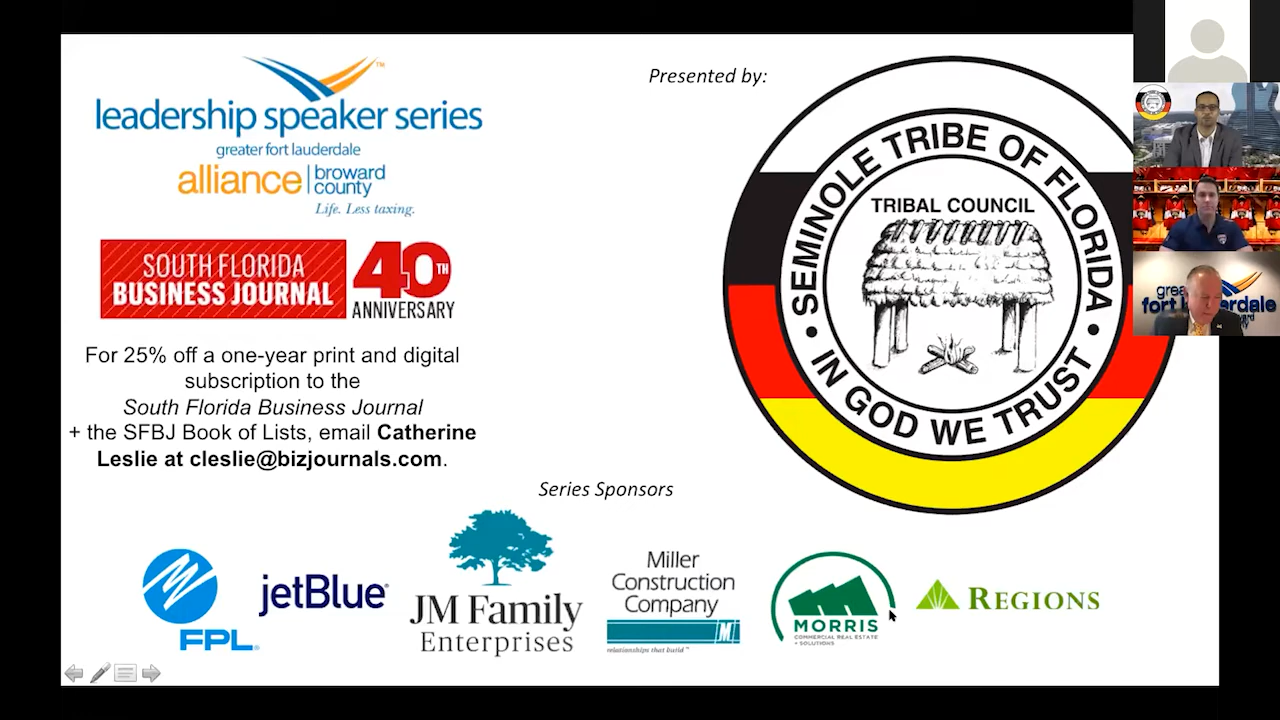 leadership speaker series™
greater fort lauderdale
alliance | broward
county
Life. Less taxing.
SOUTH FLORIDA
BUSINESS JOURNAL
40TH
ANNIVERSARY
For 25% off a one-year print and digital
subscription to the
South Florida Business Journal
+ the SFBJ Book of Lists, email Catherine
Leslie at cleslie@bizjournals.com.
Presented by:
SEMINOLE TRIBE OF FLORIDA
TRIBAL COUNCIL
• IN GOD WE TRUST •
Series Sponsors
FPL
jetBlue
JM Family
Enterprises
Miller
Construction
Company
M
relationships that build™
MORRIS
COMMERCIAL REAL ESTATE
+ SOLUTIONS
REGIONS